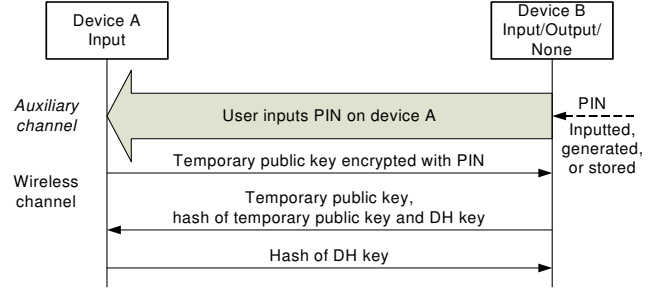 Device A
Input
Device B
Input/Output/
None
Auxiliary
channel
User inputs PIN on device A
PIN
Inputted,
generated,
or stored
Temporary public key encrypted with PIN
Wireless
channel
Temporary public key,
hash of temporary public key and DH key
Hash of DH key